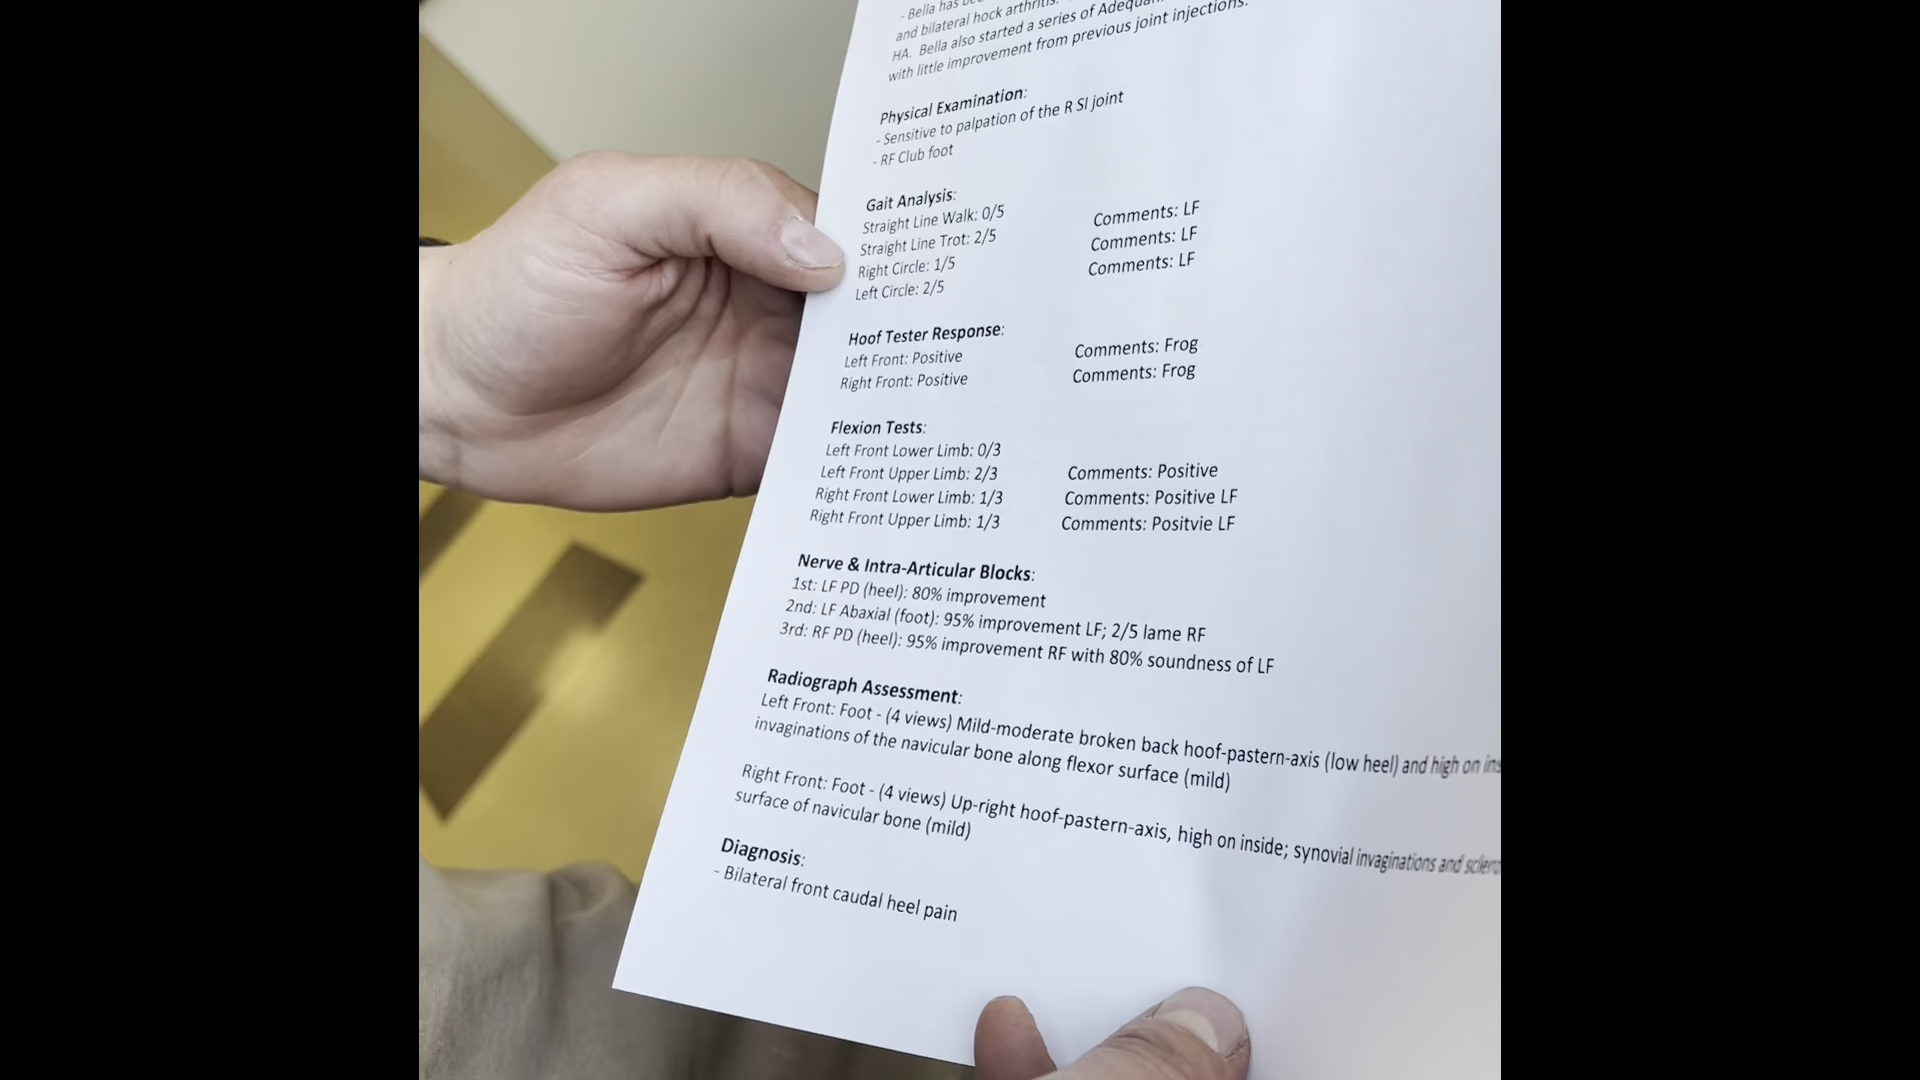 - Bella has
and bilateral hock arthritis.
HA. Bella also started a series of Adequan
with little improvement from previous joint injections.
Physical Examination:
- Sensitive to palpation of the R SI joint
- RF Club foot
Gait Analysis:
Straight Line Walk: 0/5 Comments: LF
Straight Line Trot: 2/5 Comments: LF
Right Circle: 1/5 Comments: LF
Left Circle: 2/5
Hoof Tester Response:
Left Front: Positive Comments: Frog
Right Front: Positive Comments: Frog
Flexion Tests:
Left Front Lower Limb: 0/3
Left Front Upper Limb: 2/3 Comments: Positive
Right Front Lower Limb: 1/3 Comments: Positive LF
Right Front Upper Limb: 1/3 Comments: Positvie LF
Nerve & Intra-Articular Blocks:
1st: LF PD (heel): 80% improvement
2nd: LF Abaxial (foot): 95% improvement LF; 2/5 lame RF
3rd: RF PD (heel): 95% improvement RF with 80% soundness of LF
Radiograph Assessment:
Left Front: Foot - (4 views) Mild-moderate broken back hoof-pastern-axis (low heel) and high on
invaginations of the navicular bone along flexor surface (mild)
Right Front: Foot - (4 views) Up-right hoof-pastern-axis, high on inside; synovial invaginations and
surface of navicular bone (mild)
Diagnosis:
- Bilateral front caudal heel pain